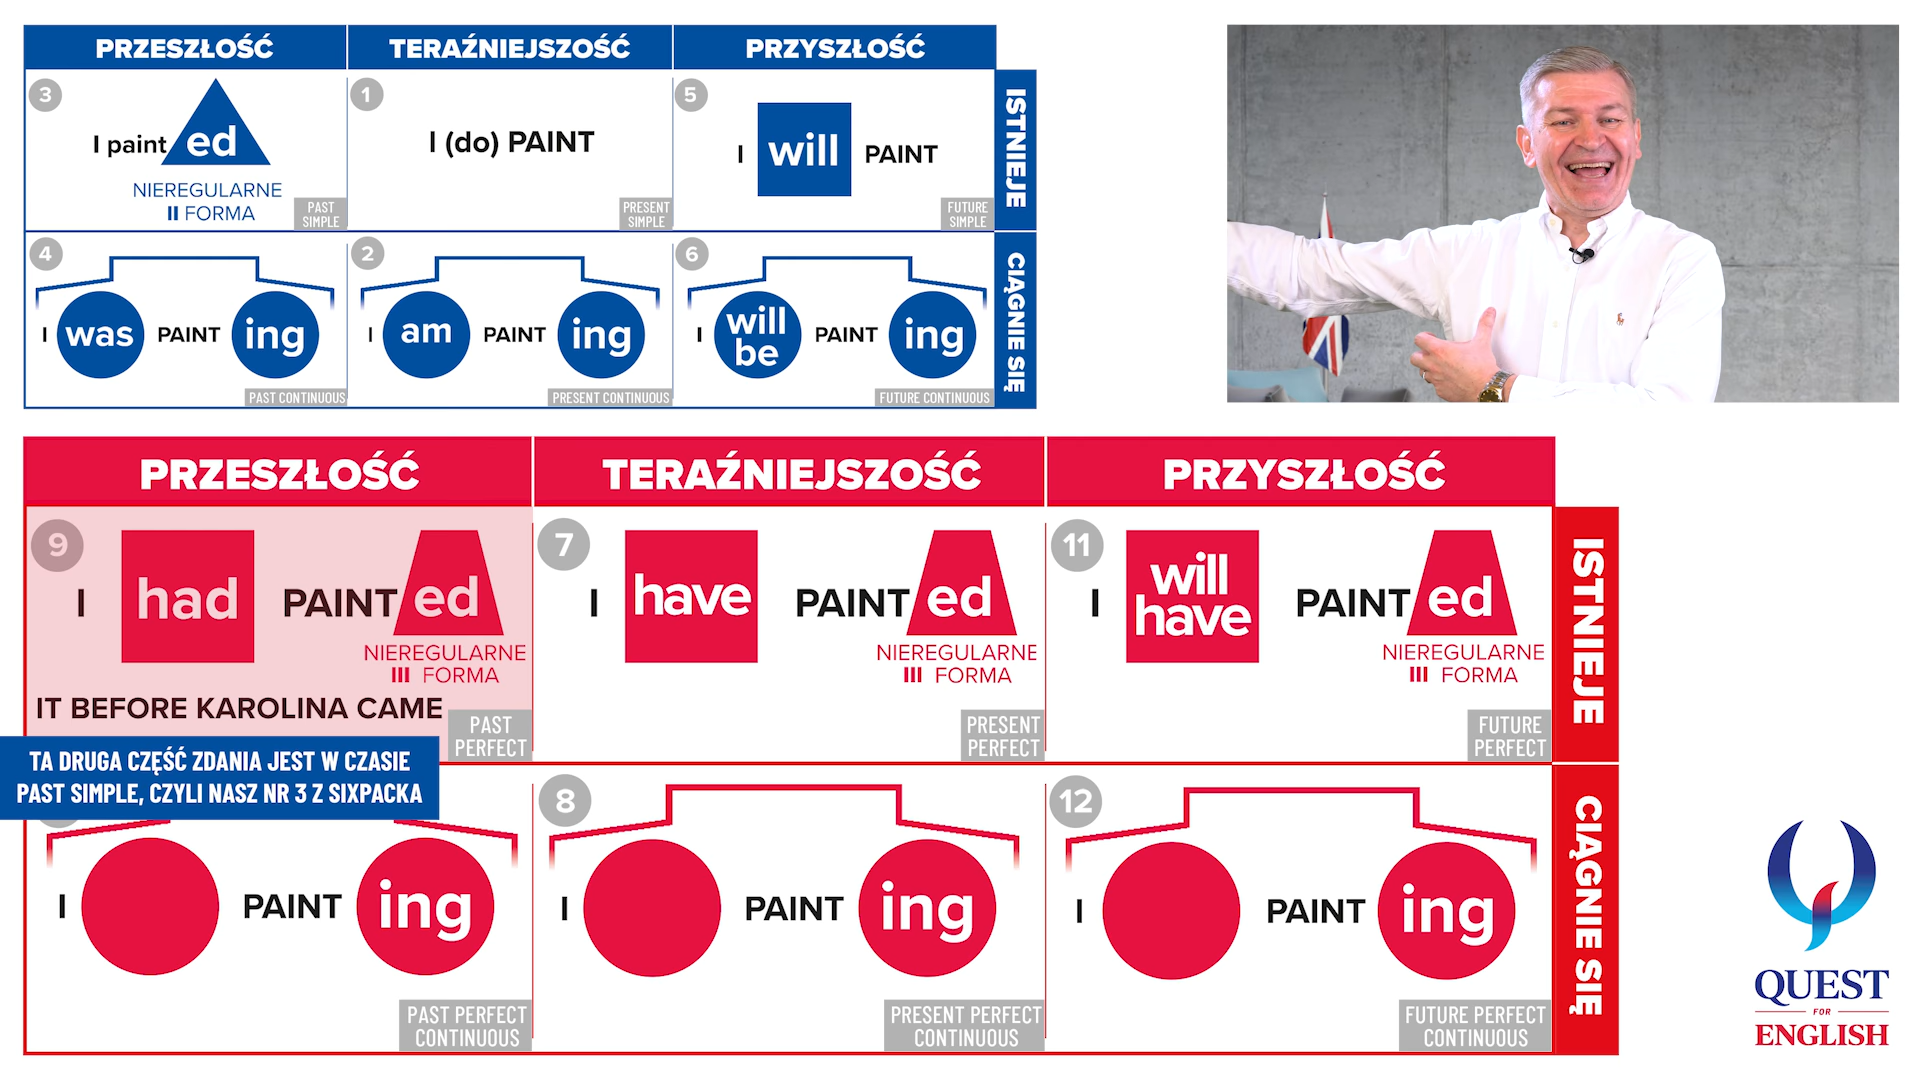 PRZESZŁOŚĆ
TERAŹNIEJSZOŚĆ
PRZYSZŁOŚĆ
3
I paint ed
NIEREGULARNE
II FORMA
PAST
SIMPLE
1
I (do) PAINT
PRESENT
SIMPLE
5
I will PAINT
FUTURE
SIMPLE
ISTNIEJE
4
I was PAINT ing
PAST CONTINUOUS
2
I am PAINT ing
PRESENT CONTINUOUS
6
I will be PAINT ing
FUTURE CONTINUOUS
CIĄGNIE SIĘ
PRZESZŁOŚĆ
TERAŹNIEJSZOŚĆ
PRZYSZŁOŚĆ
9
I had PAINT ed
NIEREGULARNE
III FORMA
IT BEFORE KAROLINA CAME
PAST
PERFECT
7
I have PAINT ed
NIEREGULARNE
III FORMA
PRESENT
PERFECT
11
I will have PAINT ed
NIEREGULARNE
III FORMA
FUTURE
PERFECT
ISTNIEJE
TA DRUGA CZĘŚĆ ZDANIA JEST W CZASIE
PAST SIMPLE, CZYLI NASZ NR 3 Z SIXPACKA
I PAINT ing
PAST PERFECT
CONTINUOUS
8
I PAINT ing
PRESENT PERFECT
CONTINUOUS
12
I PAINT ing
FUTURE PERFECT
CONTINUOUS
CIĄGNIE SIĘ
QUEST
FOR
ENGLISH